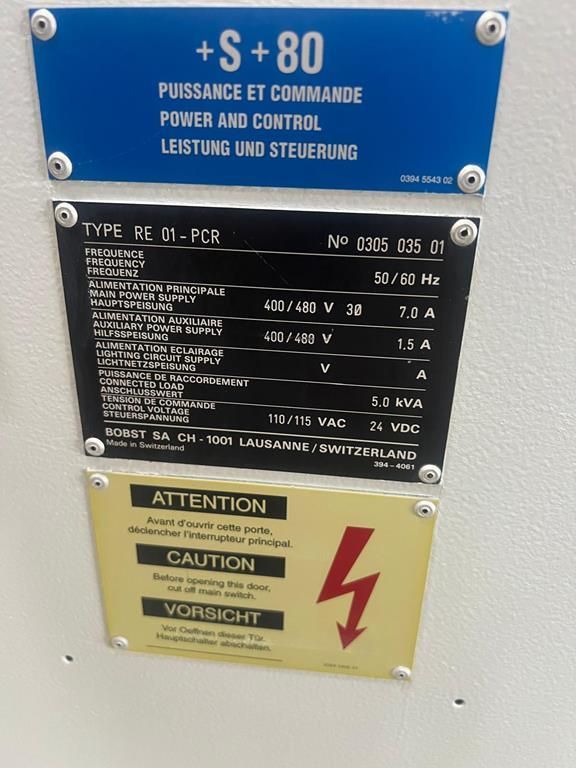 +S+80
PUISSANCE ET COMMANDE
POWER AND CONTROL
LEISTUNG UND STEUERUNG
0394 5543 02
TYPE RE 01-PCR Nº 0305 035 01
FREQUENCE
FREQUENCY
FREQUENZ 50/60 Hz
ALIMENTATION PRINCIPALE
MAIN POWER SUPPLY
HAUPTSPEISUNG 400/480 V 3Ø 7.0 A
ALIMENTATION AUXILIAIRE
AUXILIARY POWER SUPPLY
HILFSSPEISUNG 400/480 V 1.5 A
ALIMENTATION ECLAIRAGE
LIGHTING CIRCUIT SUPPLY
LICHTNETZSPEISUNG V A
PUISSANCE DE RACCORDEMENT
CONNECTED LOAD
ANSCHLUSSWERT 5.0 kVA
TENSION DE COMMANDE
CONTROL VOLTAGE
STEUERSPANNUNG 110/115 VAC 24 VDC
BOBST SA CH-1001 LAUSANNE/SWITZERLAND
Made in Switzerland 394-4061
ATTENTION
Avant d'ouvrir cette porte,
déclencher l'interrupteur principal.
CAUTION
Before opening this door,
cut off main switch.
VORSICHT
Vor Oeffnen dieser Tür,
Hauptschalter abschalten.